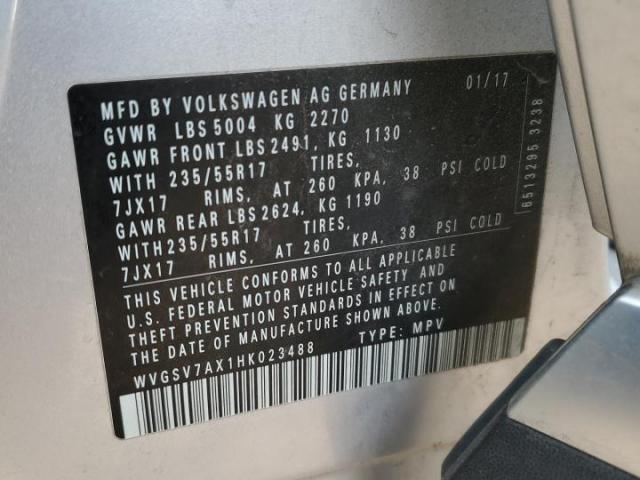 MFD BY VOLKSWAGEN AG GERMANY 01/17
GVWR LBS 5004 KG 2270
GAWR FRONT LBS 2491, KG 1130
WITH 235/55R17 TIRES,
7JX17 RIMS, AT 260 KPA, 38 PSI COLD
GAWR REAR LBS 2624, KG 1190
WITH 235/55R17 TIRES,
7JX17 RIMS, AT 260 KPA, 38 PSI COLD
THIS VEHICLE CONFORMS TO ALL APPLICABLE
U.S. FEDERAL MOTOR VEHICLE SAFETY AND
THEFT PREVENTION STANDARDS IN EFFECT ON
THE DATE OF MANUFACTURE SHOWN ABOVE.
WVGSV7AX1HK023488 TYPE: MPV
6513295 3238